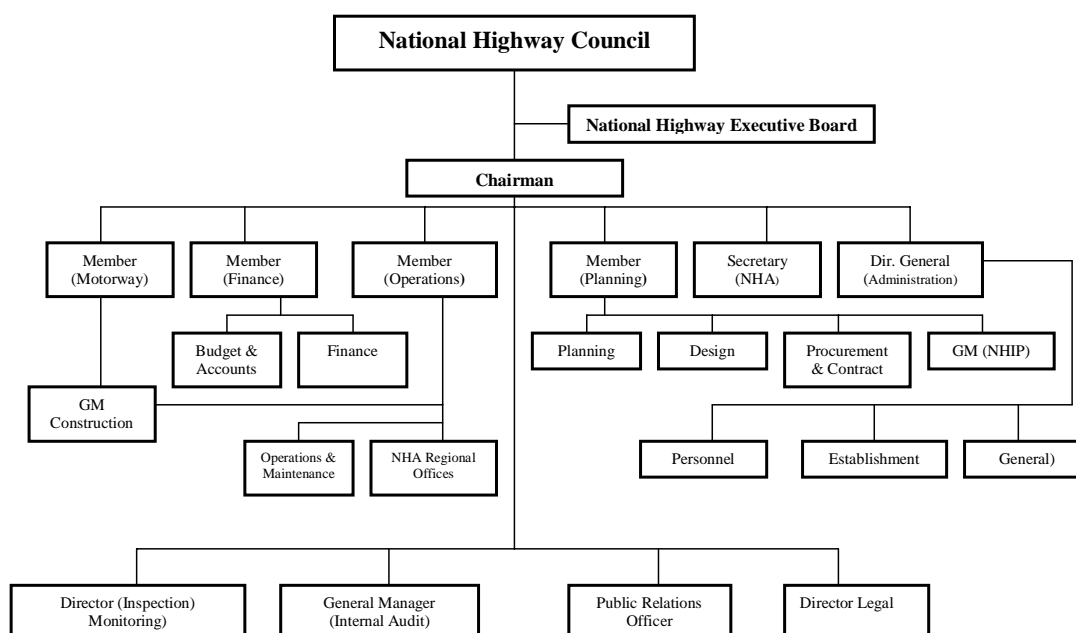 National Highway Council
National Highway Executive Board
Chairman
Member
(Motorway)
Member
(Finance)
Member
(Operations)
Member
(Planning)
Secretary
(NHA)
Dir. General
(Administration)
Budget &
Accounts
Finance
Planning
Design
Procurement
& Contract
GM (NHIP)
GM
Construction
Operations &
Maintenance
NHA Regional
Offices
Personnel
Establishment
General)
Director (Inspection)
Monitoring)
General Manager
(Internal Audit)
Public Relations
Officer
Director Legal